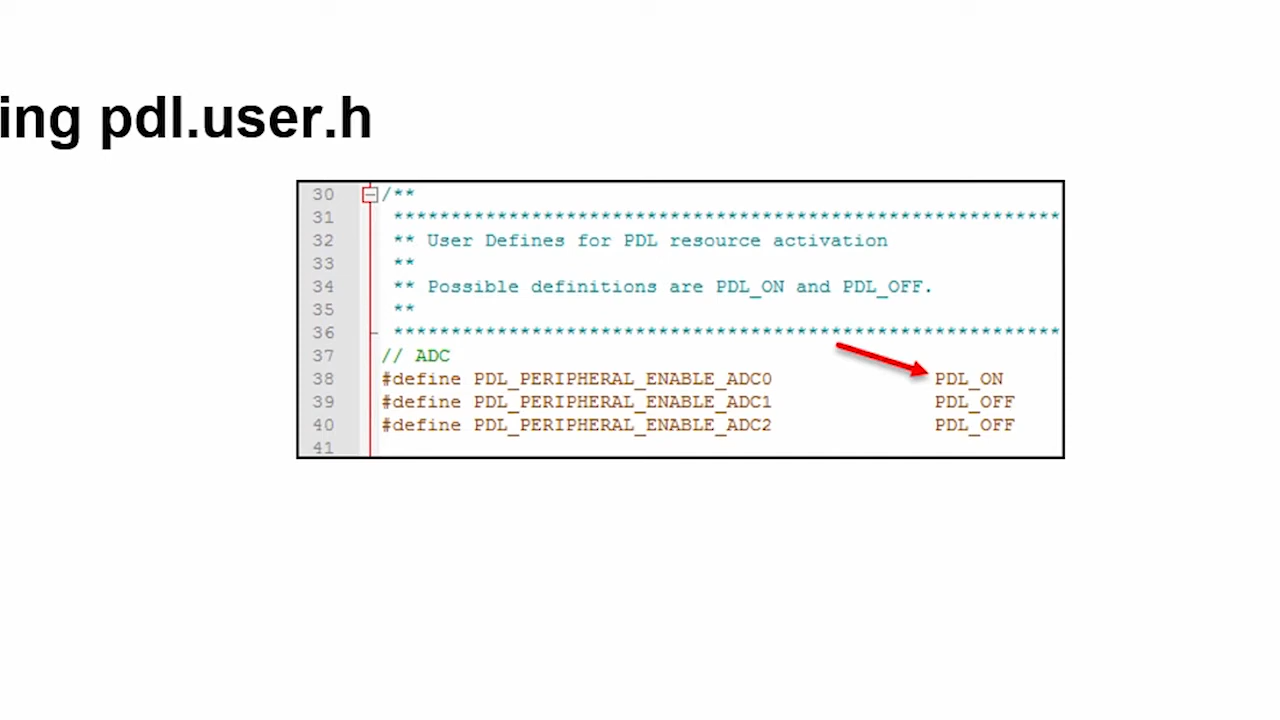 ing pdl.user.h
30 /**
31 **********************************************************
32 ** User Defines for PDL resource activation
33 **
34 ** Possible definitions are PDL_ON and PDL_OFF.
35 **
36 **********************************************************
37 // ADC
38 #define PDL_PERIPHERAL_ENABLE_ADC0 PDL_ON
39 #define PDL_PERIPHERAL_ENABLE_ADC1 PDL_OFF
40 #define PDL_PERIPHERAL_ENABLE_ADC2 PDL_OFF
41